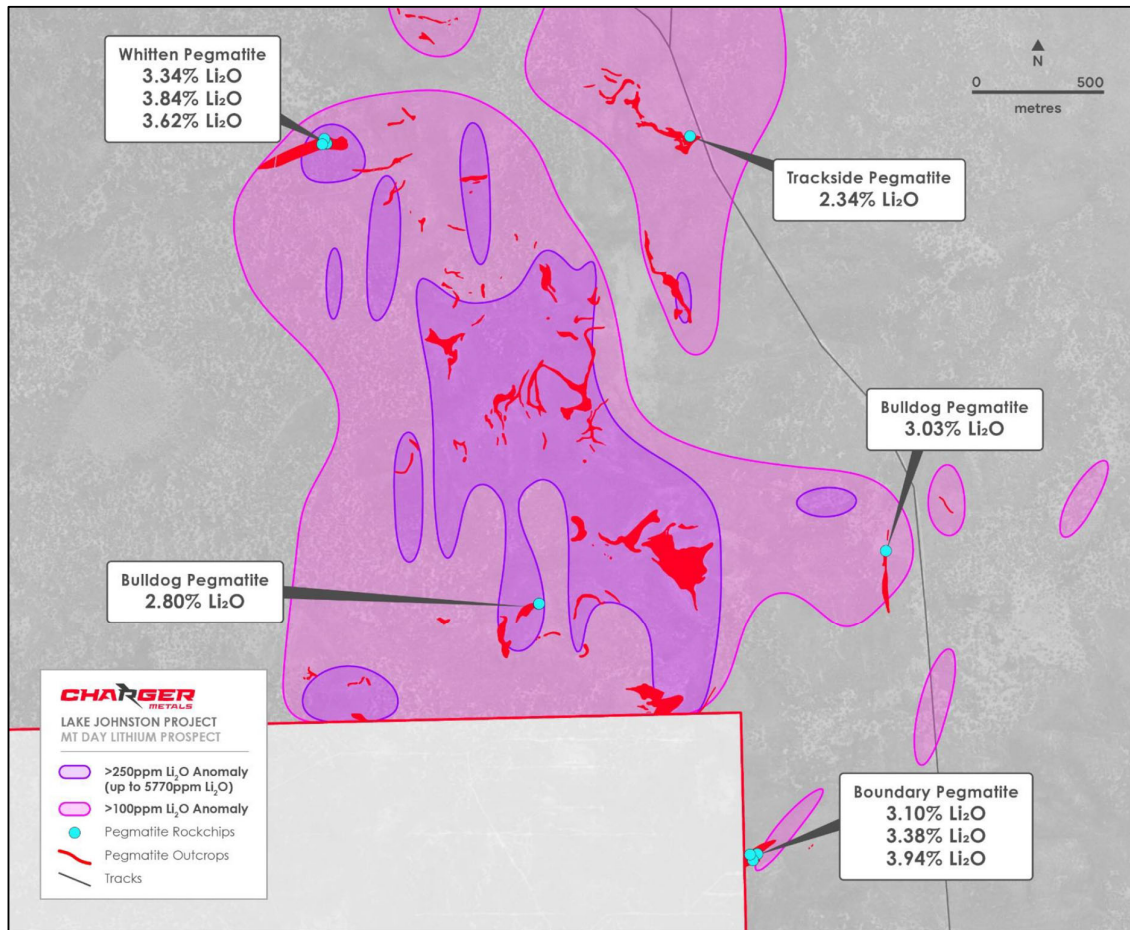 Whitten Pegmatite
3.34% Li₂O
3.84% Li₂O
3.62% Li₂O
N
0 500
metres
Trackside Pegmatite
2.34% Li₂O
Bulldog Pegmatite
3.03% Li₂O
Bulldog Pegmatite
2.80% Li₂O
CHARGER
METALS
LAKE JOHNSTON PROJECT
MT DAY LITHIUM PROSPECT
>250ppm Li₂O Anomaly
(up to 5770ppm Li₂O)
>100ppm Li₂O Anomaly
Pegmatite Rockchips
Pegmatite Outcrops
Tracks
Boundary Pegmatite
3.10% Li₂O
3.38% Li₂O
3.94% Li₂O